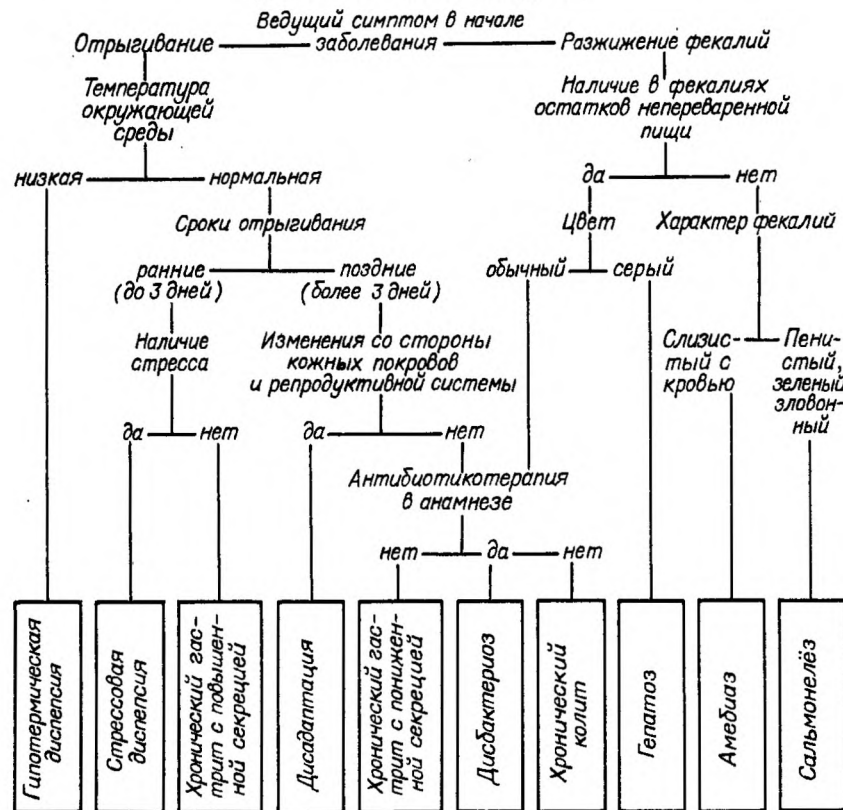 Ведущий симптом в начале
заболевания
Отрыгивание
Разжижение фекалий
Температура
окружающей
среды
Наличие в фекалиях
остатков непереваренной
пищи
низкая
нормальная
да
нет
Сроки отрыгивания
Цвет
Характер фекалий
ранние
(до 3 дней)
поздние
(более 3 дней)
обычный
серый
Наличие
стресса
Изменения со стороны
кожных покровов
и репродуктивной системы
Слизис-
тый с
кровью
Пени-
стый,
зеленый
зловон-
ный
да
нет
да
нет
Антибиотикотерапия
в анамнезе
нет
да
нет
Гипотермическая
диспепсия
Стрессовая
диспепсия
Хронический гас-
трит с повышен-
ной секрецией
Дисадаптация
Хронический гас-
трит с понижен-
ной секрецией
Дисбактериоз
Хронический
колит
Гепатоз
Амебиаз
Сальмонелёз